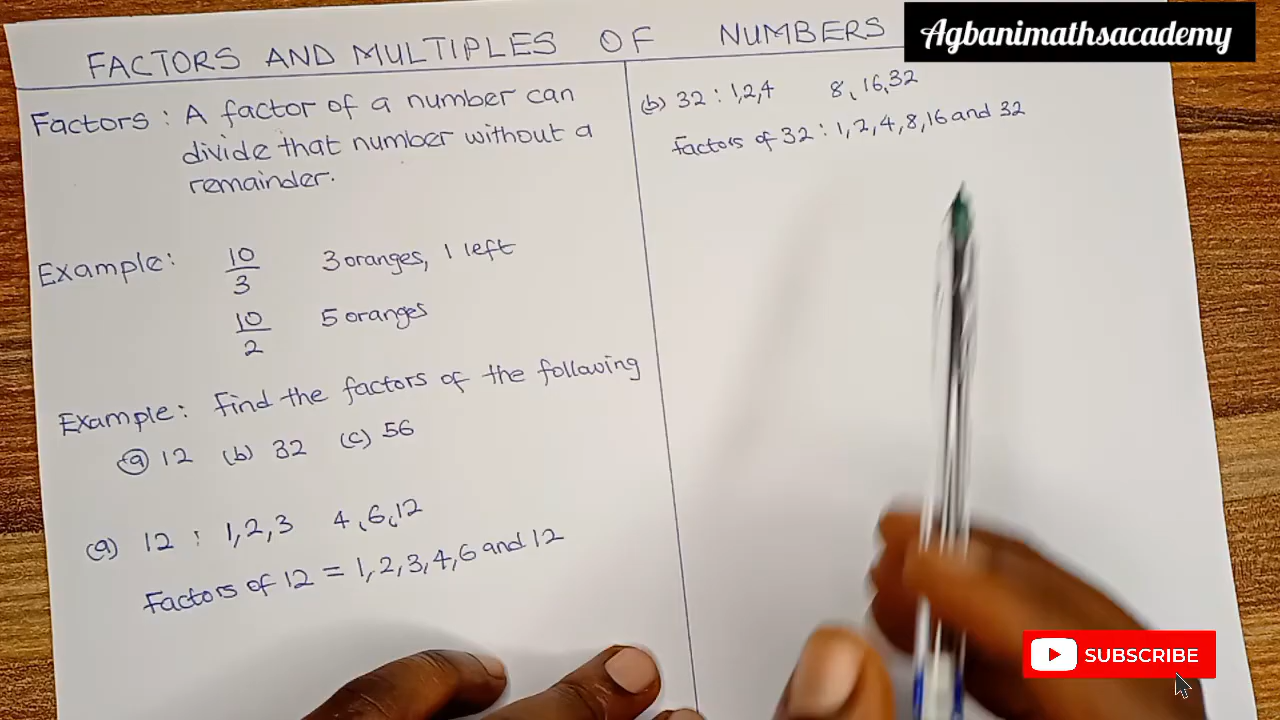 Agbanimathsacademy
FACTORS AND MULTIPLES OF NUMBERS
Factors: A factor of a number can
divide that number without a
remainder.
Example: 10/3 3 oranges, 1 left
10/2 5 oranges
Example: Find the factors of the following
(a) 12 (b) 32 (c) 56
(a) 12 : 1,2,3 4,6,12
Factors of 12 = 1,2,3,4,6 and 12
(b) 32 : 1,2,4 8,16,32
factors of 32 : 1,2,4,8,16 and 32
SUBSCRIBE